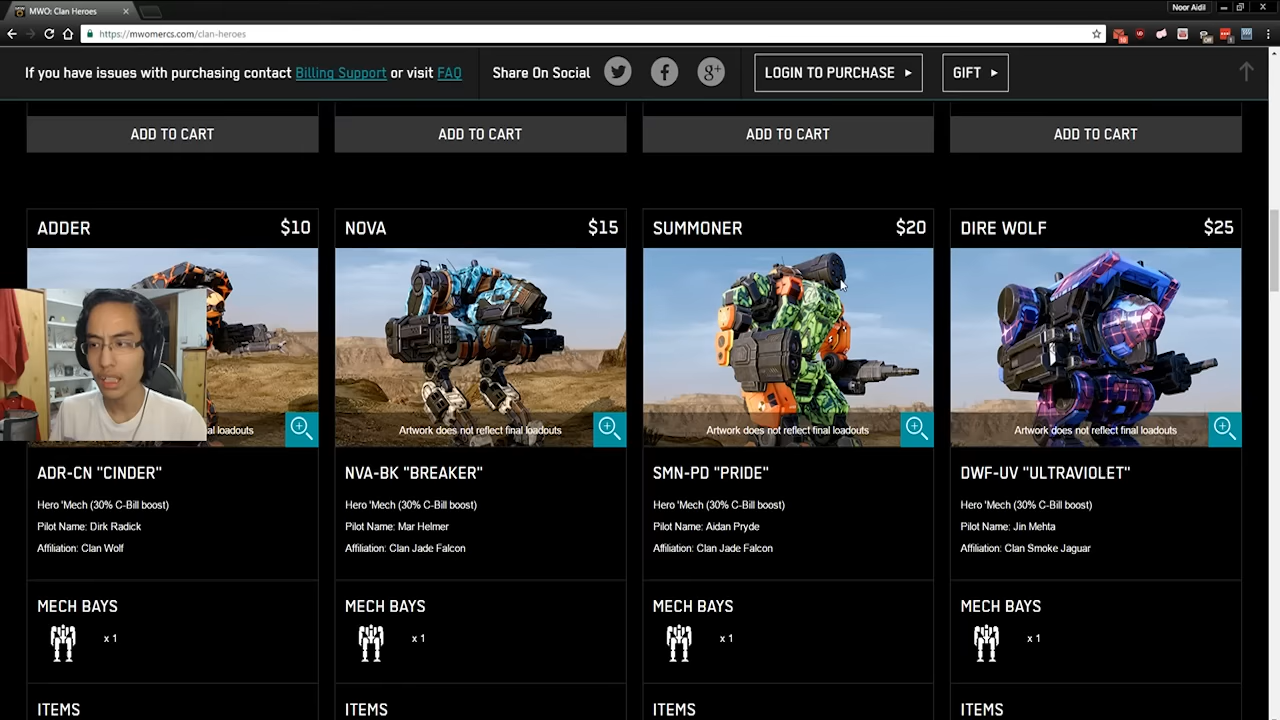 MWO: Clan Heroes
Noor Aidil
https://mwomercs.com/clan-heroes
If you have issues with purchasing contact Billing Support or visit FAQ
Share On Social
LOGIN TO PURCHASE
GIFT
ADD TO CART
ADD TO CART
ADD TO CART
ADD TO CART
ADDER $10
NOVA $15
SUMMONER $20
DIRE WOLF $25
al loadouts
Artwork does not reflect final loadouts
Artwork does not reflect final loadouts
Artwork does not reflect final loadouts
ADR-CN "CINDER"
NVA-BK "BREAKER"
SMN-PD "PRIDE"
DWF-UV "ULTRAVIOLET"
Hero 'Mech (30% C-Bill boost)
Hero 'Mech (30% C-Bill boost)
Hero 'Mech (30% C-Bill boost)
Hero 'Mech (30% C-Bill boost)
Pilot Name: Dirk Radick
Pilot Name: Mar Helmer
Pilot Name: Aidan Pryde
Pilot Name: Jin Mehta
Affiliation: Clan Wolf
Affiliation: Clan Jade Falcon
Affiliation: Clan Jade Falcon
Affiliation: Clan Smoke Jaguar
MECH BAYS
MECH BAYS
MECH BAYS
MECH BAYS
x 1
x 1
x 1
x 1
ITEMS
ITEMS
ITEMS
ITEMS